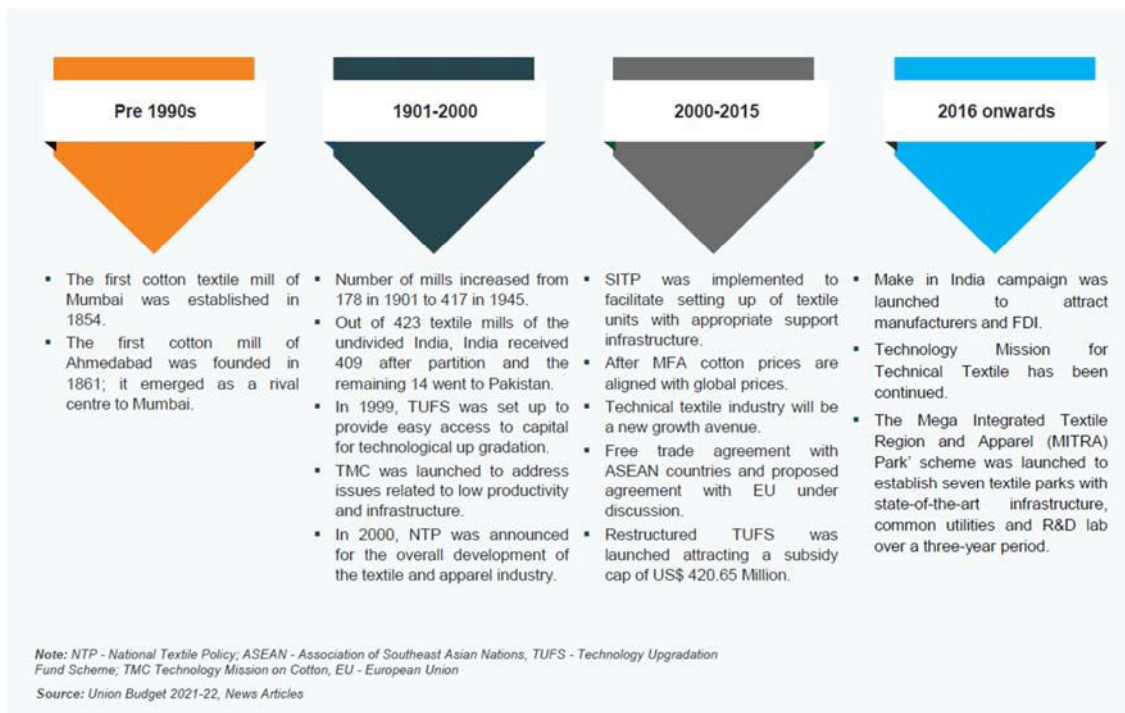 Pre 1990s
▪ The first cotton textile mill of
Mumbai was established in
1854.
▪ The first cotton mill of
Ahmedabad was founded in
1861; it emerged as a rival
centre to Mumbai.
1901-2000
▪ Number of mills increased from
178 in 1901 to 417 in 1945.
▪ Out of 423 textile mills of the
undivided India, India received
409 after partition and the
remaining 14 went to Pakistan.
▪ In 1999, TUFS was set up to
provide easy access to capital
for technological up gradation.
▪ TMC was launched to address
issues related to low productivity
and infrastructure.
▪ In 2000, NTP was announced
for the overall development of
the textile and apparel industry.
2000-2015
▪ SITP was implemented to
facilitate setting up of textile
units with appropriate support
infrastructure.
▪ After MFA cotton prices are
aligned with global prices.
▪ Technical textile industry will be
a new growth avenue.
▪ Free trade agreement with
ASEAN countries and proposed
agreement with EU under
discussion.
▪ Restructured TUFS was
launched attracting a subsidy
cap of US$ 420.65 Million.
2016 onwards
▪ Make in India campaign was
launched to attract
manufacturers and FDI.
▪ Technology Mission for
Technical Textile has been
continued.
▪ The Mega Integrated Textile
Region and Apparel (MITRA)
Park' scheme was launched to
establish seven textile parks with
state-of-the-art infrastructure,
common utilities and R&D lab
over a three-year period.
Note: NTP - National Textile Policy; ASEAN - Association of Southeast Asian Nations, TUFS - Technology Upgradation
Fund Scheme; TMC Technology Mission on Cotton, EU - European Union
Source: Union Budget 2021-22, News Articles